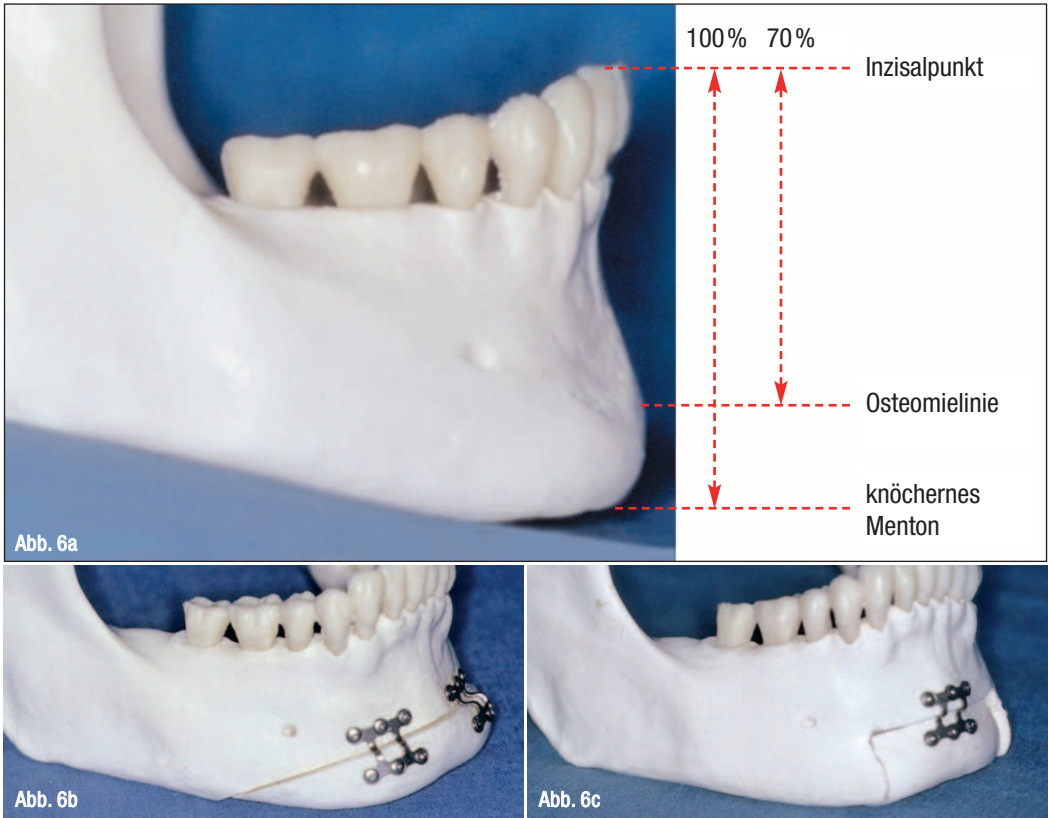 100% 70%
Inzisalpunkt
Osteomielinie
knöchernes
Menton
Abb. 6a
Abb. 6b
Abb. 6c